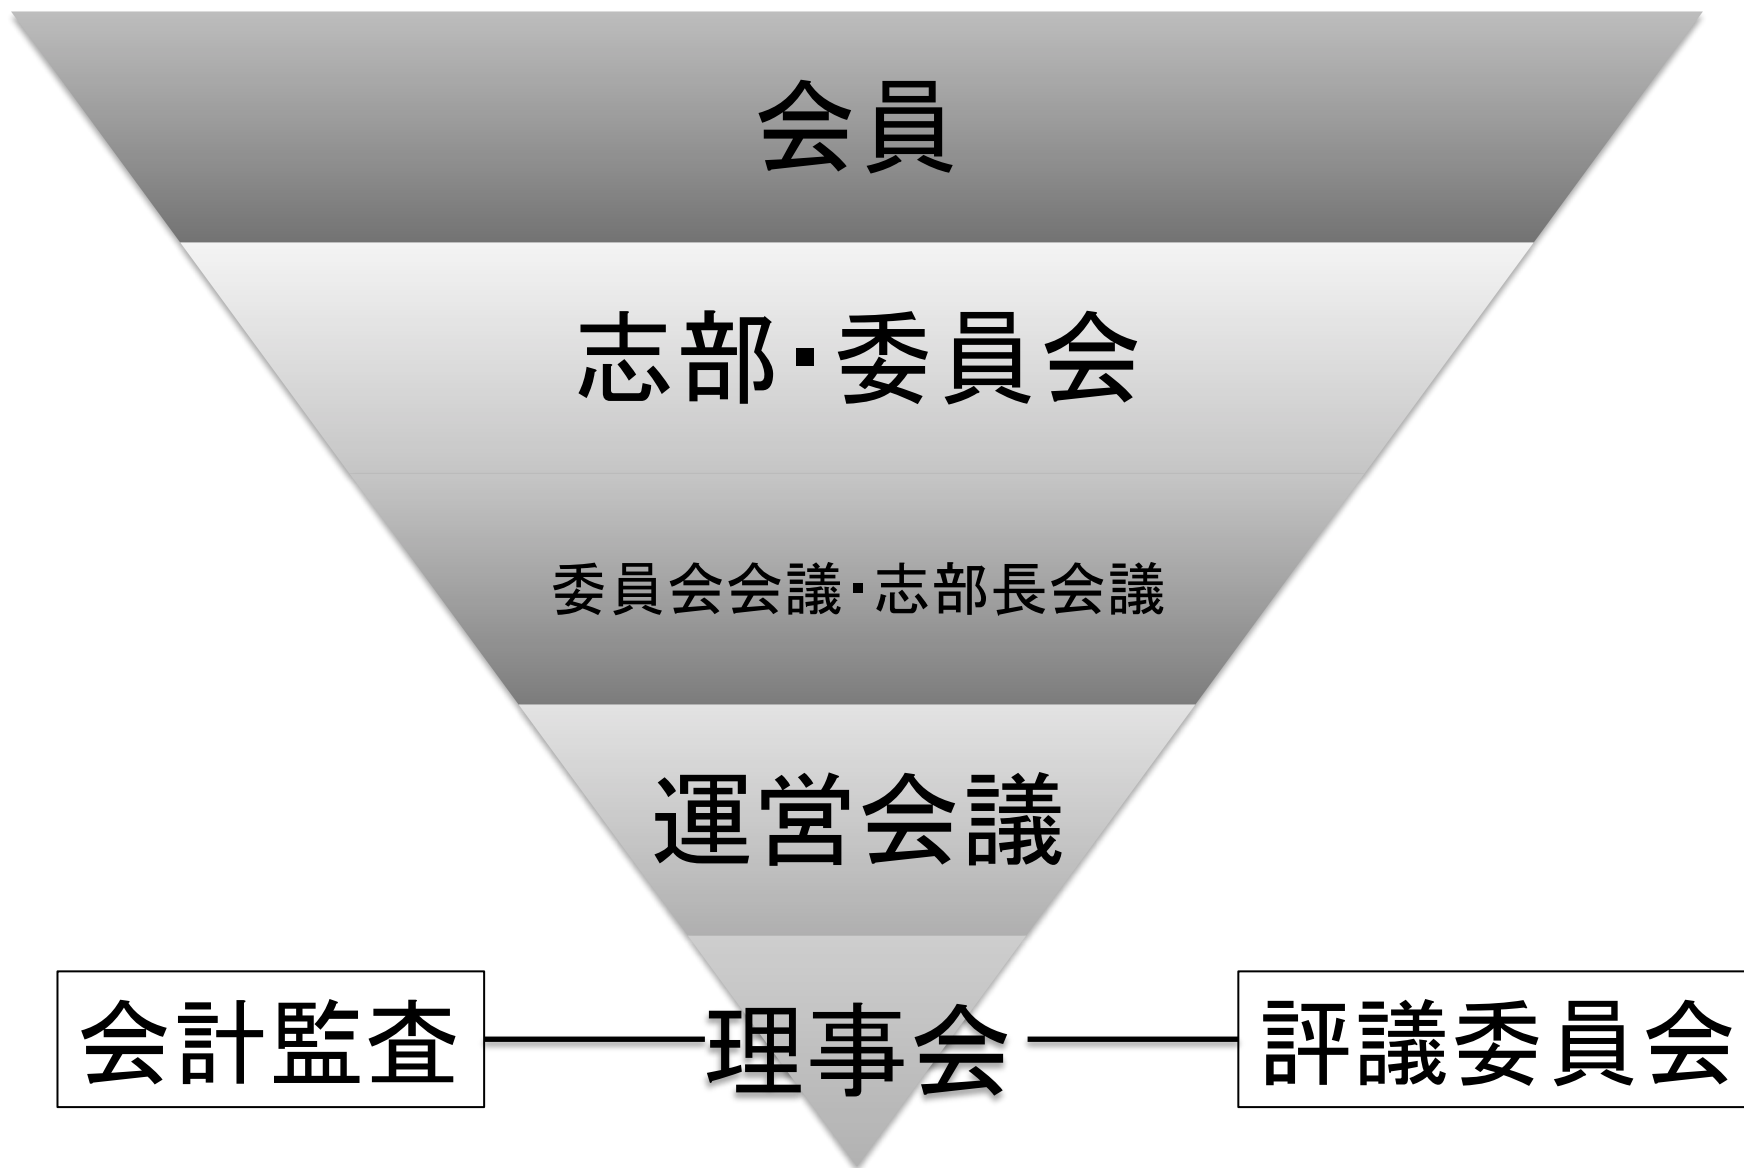 会員
志部・委員会
委員会会議・志部長会議
運営会議
会計監査
理事会
評議委員会